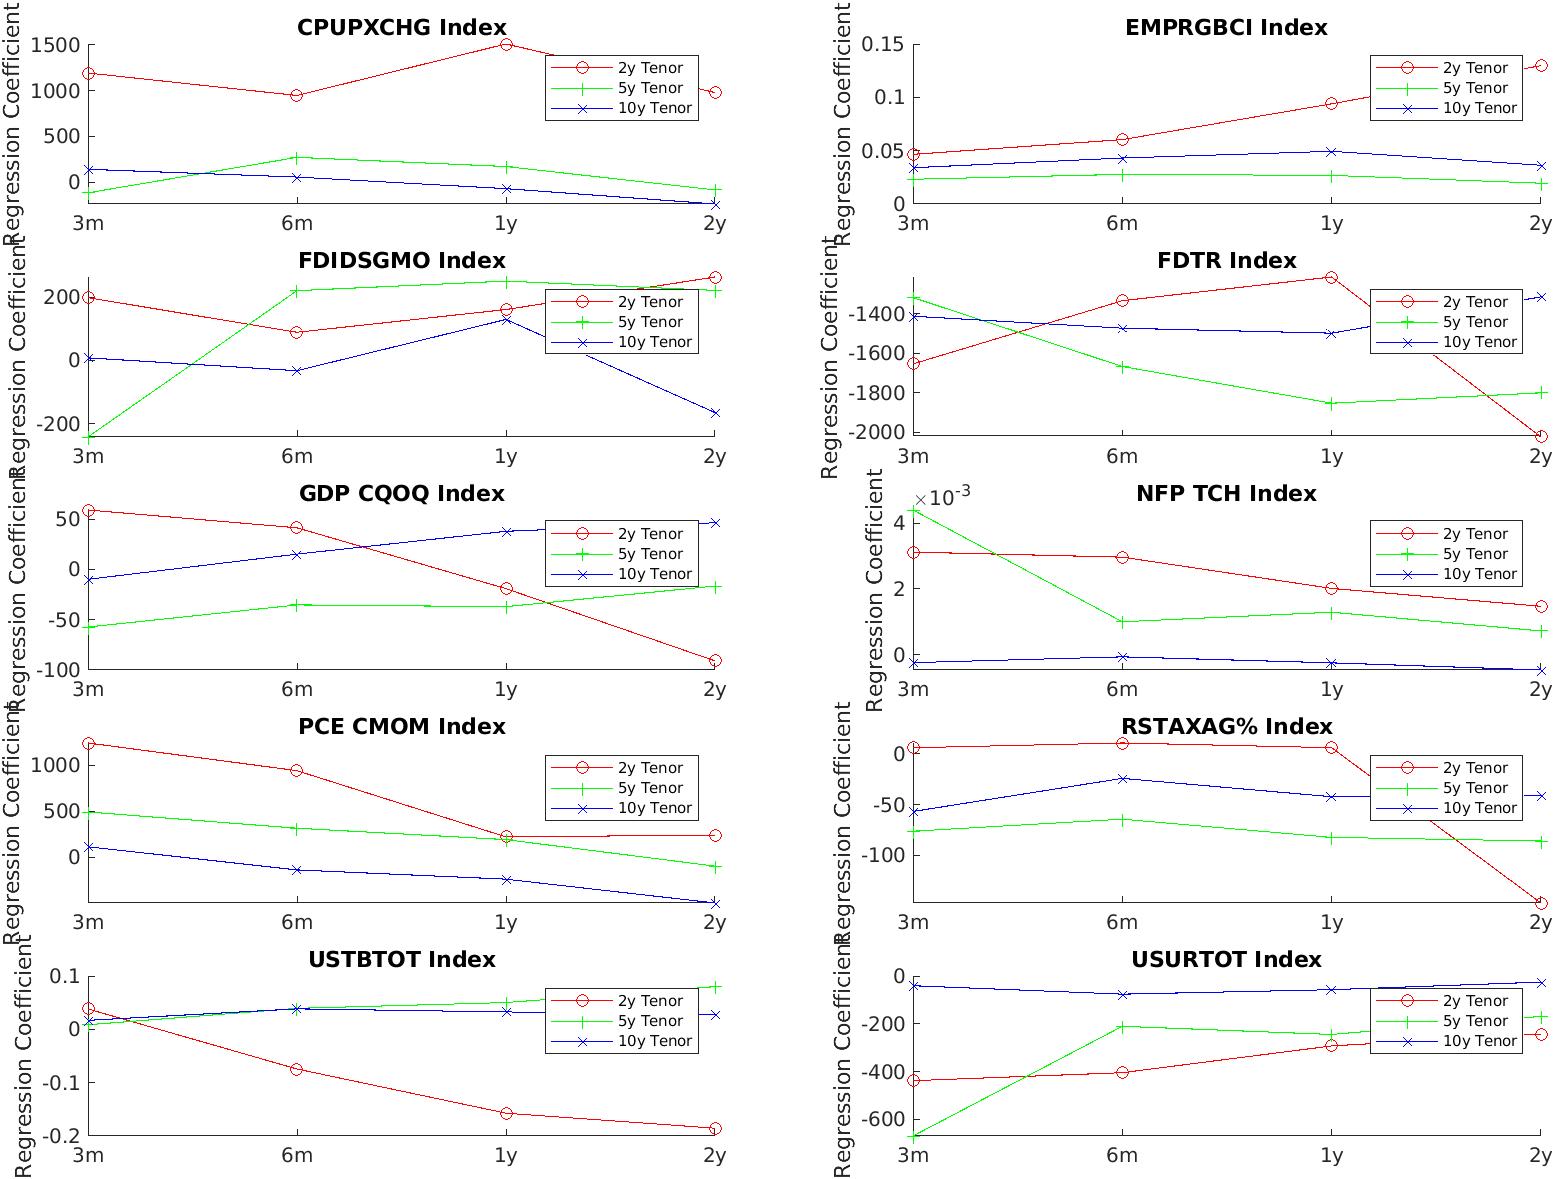 CPUPXCHG Index
Regression Coefficient
1500
1000
500
0
3m 6m 1y 2y
2y Tenor
5y Tenor
10y Tenor
EMPRGBCI Index
Regression Coefficient
0.15
0.1
0.05
0
3m 6m 1y 2y
2y Tenor
5y Tenor
10y Tenor
FDIDSGMO Index
Regression Coefficient
200
0
-200
3m 6m 1y 2y
2y Tenor
5y Tenor
10y Tenor
FDTR Index
Regression Coefficient
-1400
-1600
-1800
-2000
3m 6m 1y 2y
2y Tenor
5y Tenor
10y Tenor
GDP CQOQ Index
Regression Coefficient
50
0
-50
-100
3m 6m 1y 2y
2y Tenor
5y Tenor
10y Tenor
NFP TCH Index
Regression Coefficient
×10-3
4
2
0
3m 6m 1y 2y
2y Tenor
5y Tenor
10y Tenor
PCE CMOM Index
Regression Coefficient
1000
500
0
3m 6m 1y 2y
2y Tenor
5y Tenor
10y Tenor
RSTAXAG% Index
Regression Coefficient
0
-50
-100
3m 6m 1y 2y
2y Tenor
5y Tenor
10y Tenor
USTBTOT Index
Regression Coefficient
0.1
0
-0.1
-0.2
3m 6m 1y 2y
2y Tenor
5y Tenor
10y Tenor
USURTOT Index
Regression Coefficient
0
-200
-400
-600
3m 6m 1y 2y
2y Tenor
5y Tenor
10y Tenor